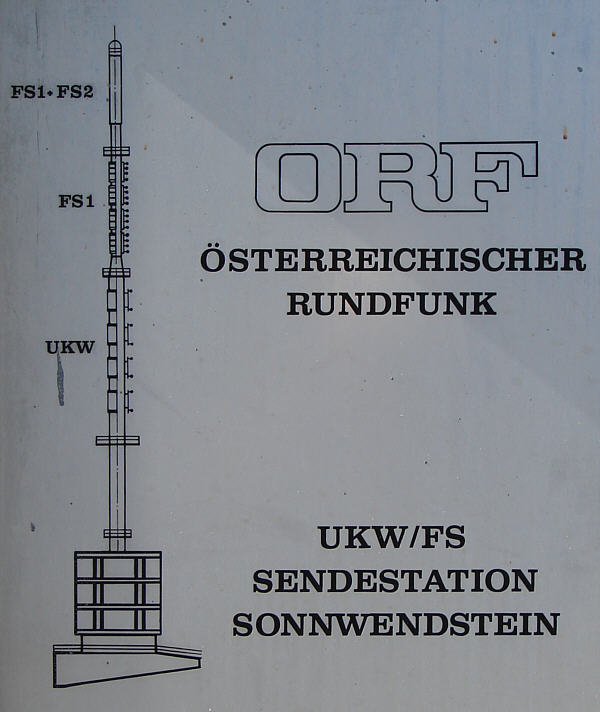 FS1+FS2
FS1
UKW
ORF
ÖSTERREICHISCHER
RUNDFUNK
UKW/FS
SENDESTATION
SONNWENDSTEIN